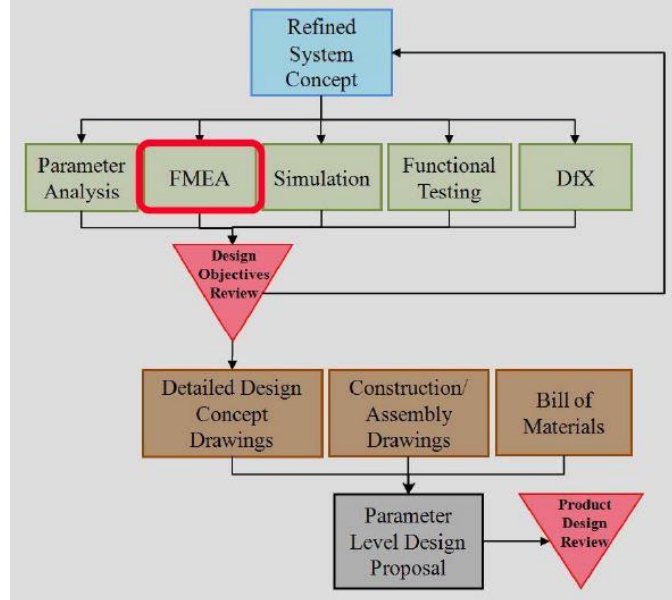 Refined
System
Concept
Parameter
Analysis
FMEA
Simulation
Functional
Testing
DfX
Design
Objectives
Review
Detailed Design
Concept
Drawings
Construction/
Assembly
Drawings
Bill of
Materials
Parameter
Level Design
Proposal
Product
Design
Review